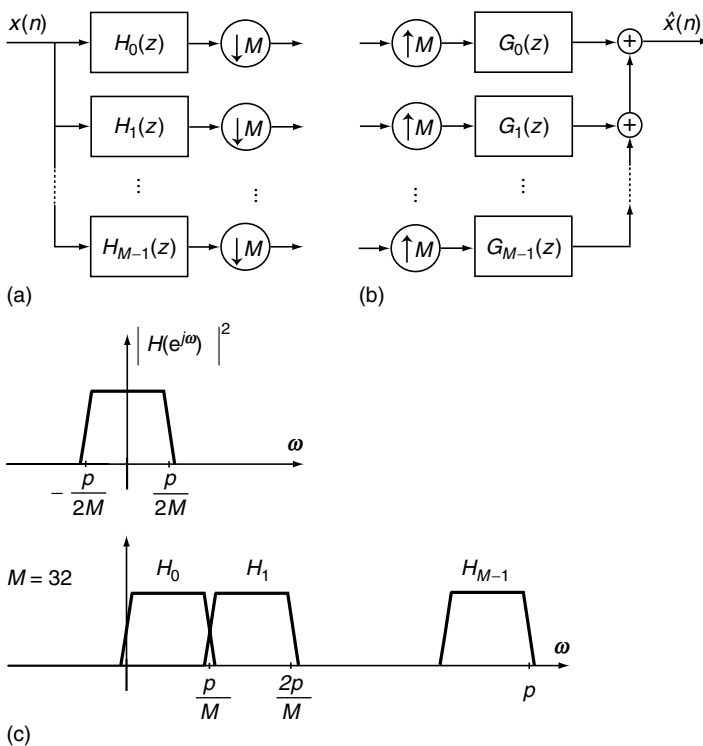 x(n)
H0(z)
↓M
↑M
G0(z)
+
x̂(n)
H1(z)
↓M
↑M
G1(z)
+
...
...
...
...
HM−1(z)
↓M
↑M
GM−1(z)
(a)
(b)
|H(e^jω)|²
ω
− p/2M
p/2M
M = 32
H0
H1
HM−1
ω
p/M
2p/M
p
(c)